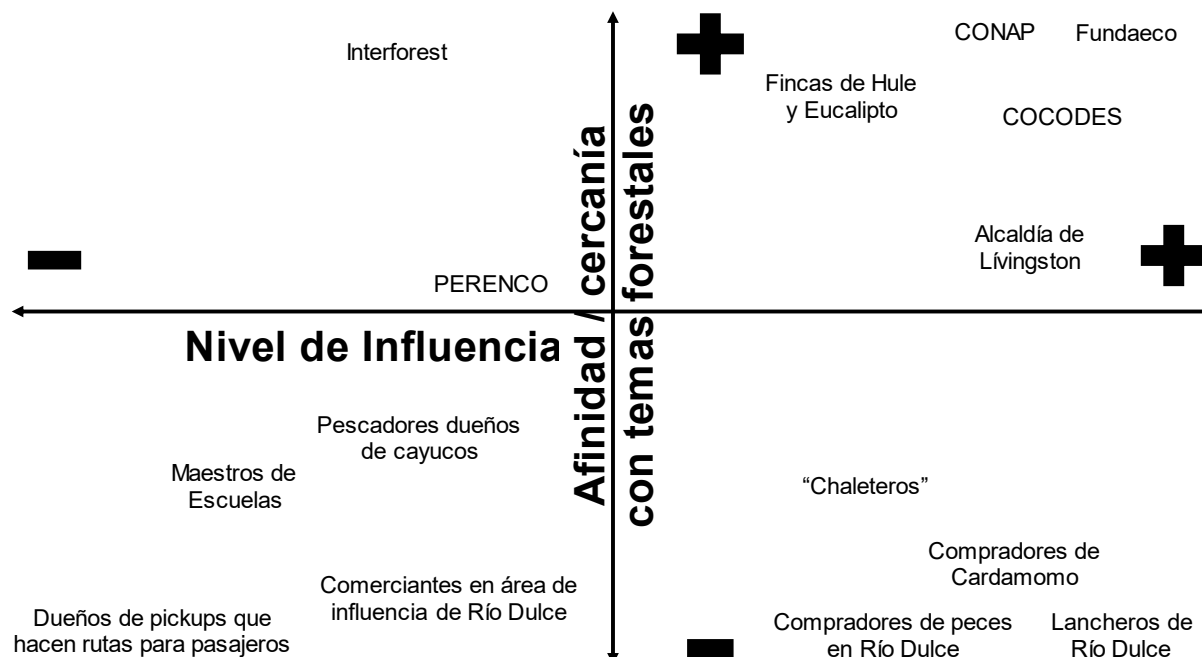 Interforest
CONAP
Fundaeco
Fincas de Hule
y Eucalipto
COCODES
Alcaldía de
Lívingston
PERENCO
Nivel de Influencia
Afinidad / cercanía
con temas forestales
Pescadores dueños
de cayucos
Maestros de
Escuelas
"Chaleteros"
Compradores de
Cardamomo
Comerciantes en área de
influencia de Río Dulce
Dueños de pickups que
hacen rutas para pasajeros
Compradores de peces
en Río Dulce
Lancheros de
Río Dulce